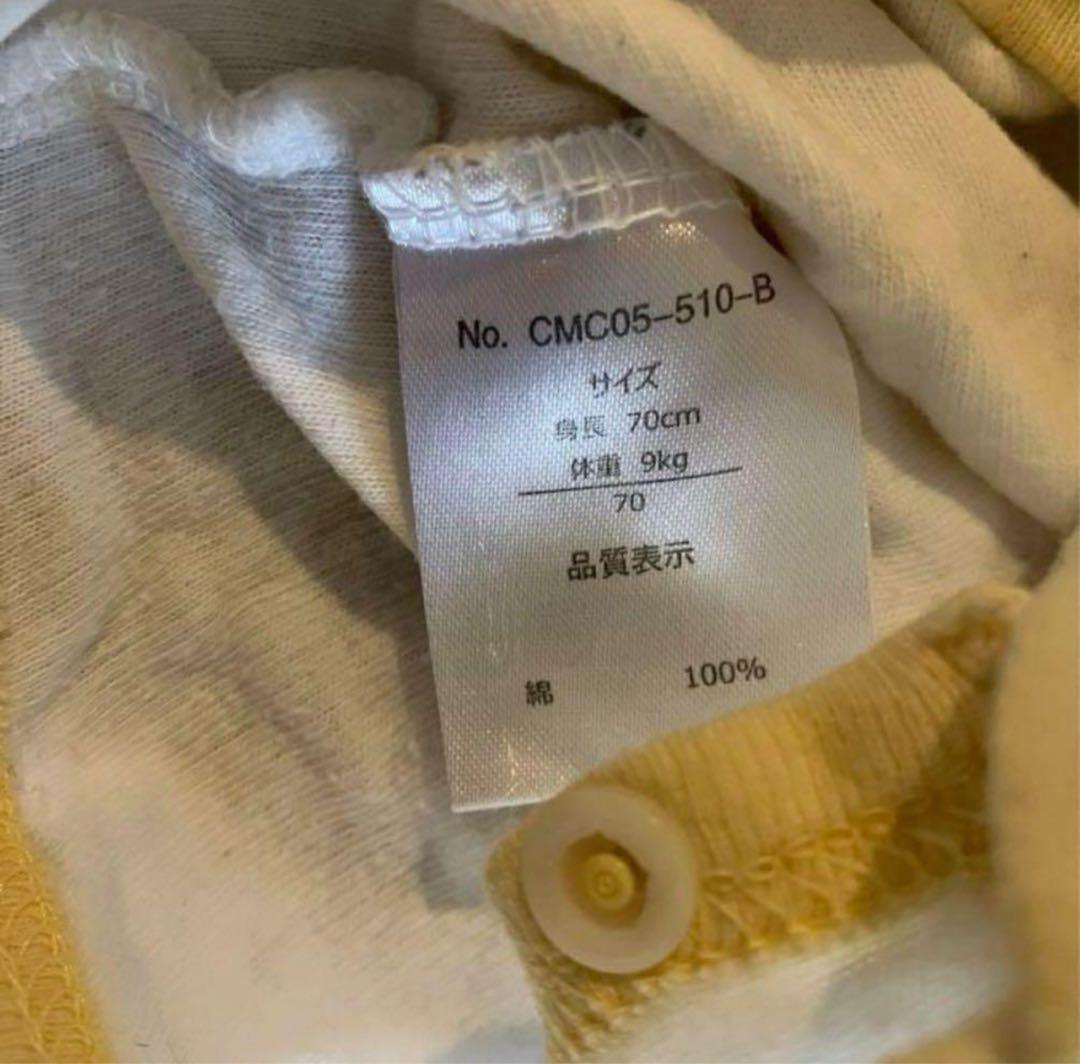 No. CMC05-510-B
サイズ
身長 70cm
体重 9kg
70
品質表示
綿 100%